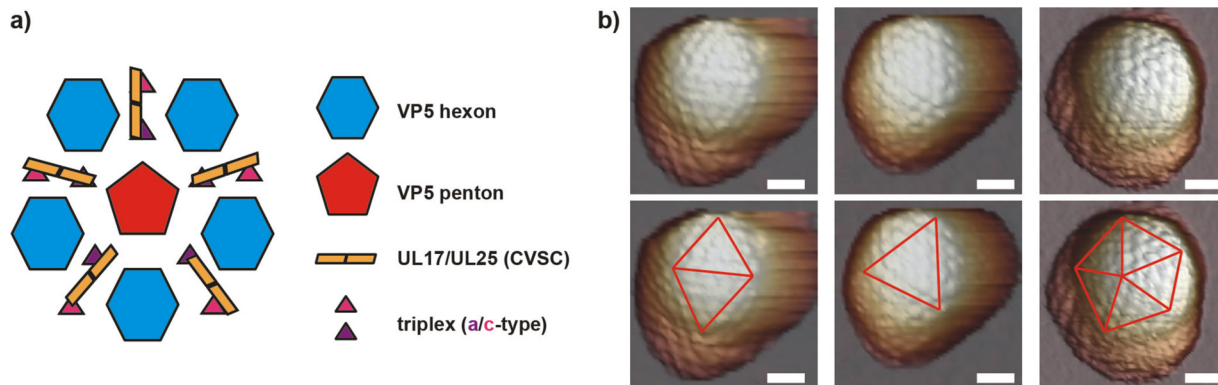 a)
VP5 hexon
VP5 penton
UL17/UL25 (CVSC)
triplex (a/c-type)
b)